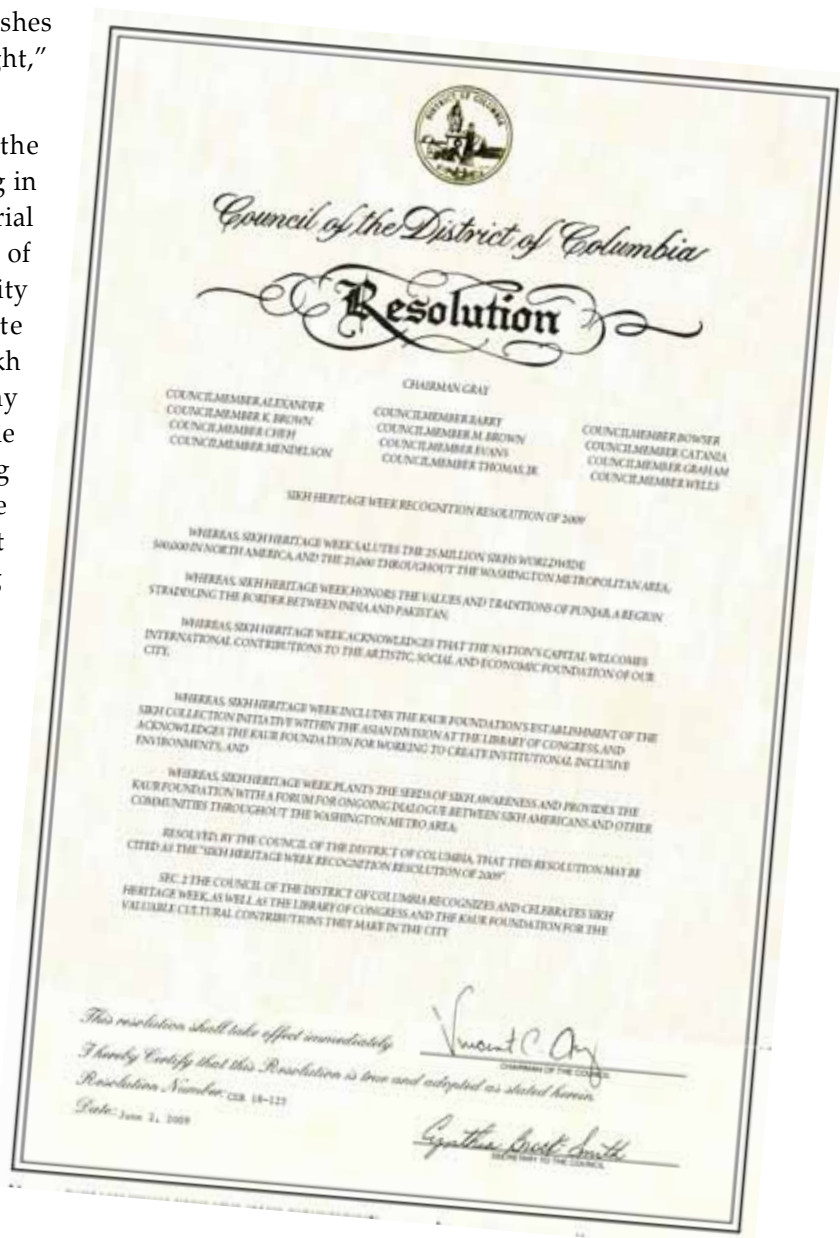 shes
ght,”
the
g in
rial
of
ity
te
kh
ny
e
g
e
t
g
DISTRICT OF COLUMBIA
Council of the District of Columbia
Resolution
CHAIRMAN GRAY
COUNCILMEMBER ALEXANDER
COUNCILMEMBER K. BROWN
COUNCILMEMBER CHEH
COUNCILMEMBER MENDELSON
COUNCILMEMBER BARRY
COUNCILMEMBER M. BROWN
COUNCILMEMBER EVANS
COUNCILMEMBER THOMAS, JR.
COUNCILMEMBER BOWSER
COUNCILMEMBER CATANIA
COUNCILMEMBER GRAHAM
COUNCILMEMBER WELLS
SIKH HERITAGE WEEK RECOGNITION RESOLUTION OF 2009
WHEREAS, SIKH HERITAGE WEEK SALUTES THE 25 MILLION SIKHS WORLDWIDE
500,000 IN NORTH AMERICA, AND THE 25,000 THROUGHOUT THE WASHINGTON METROPOLITAN AREA;
WHEREAS, SIKH HERITAGE WEEK HONORS THE VALUES AND TRADITIONS OF PUNJAB, A REGION
STRADDLING THE BORDER BETWEEN INDIA AND PAKISTAN;
WHEREAS, SIKH HERITAGE WEEK ACKNOWLEDGES THAT THE NATION'S CAPITAL WELCOMES
INTERNATIONAL CONTRIBUTIONS TO THE ARTISTIC, SOCIAL AND ECONOMIC FOUNDATION OF OUR
CITY;
WHEREAS, SIKH HERITAGE WEEK INCLUDES THE KAUR FOUNDATION'S ESTABLISHMENT OF THE
SIKH COLLECTION INITIATIVE WITHIN THE ASIAN DIVISION AT THE LIBRARY OF CONGRESS, AND
ACKNOWLEDGES THE KAUR FOUNDATION FOR WORKING TO CREATE INSTITUTIONAL INCLUSIVE
ENVIRONMENTS, AND
WHEREAS, SIKH HERITAGE WEEK PLANTS THE SEEDS OF SIKH AWARENESS AND PROVIDES THE
KAUR FOUNDATION WITH A FORUM FOR ONGOING DIALOGUE BETWEEN SIKH AMERICANS AND OTHER
COMMUNITIES THROUGHOUT THE WASHINGTON METRO AREA;
RESOLVED, BY THE COUNCIL OF THE DISTRICT OF COLUMBIA, THAT THIS RESOLUTION MAY BE
CITED AS THE "SIKH HERITAGE WEEK RECOGNITION RESOLUTION OF 2009"
SEC. 2 THE COUNCIL OF THE DISTRICT OF COLUMBIA RECOGNIZES AND CELEBRATES SIKH
HERITAGE WEEK, AS WELL AS THE LIBRARY OF CONGRESS AND THE KAUR FOUNDATION FOR THE
VALUABLE CULTURAL CONTRIBUTIONS THEY MAKE IN THE CITY
This resolution shall take effect immediately
Vincent C. Gray
CHAIRMAN OF THE COUNCIL
I hereby Certify that this Resolution is true and adopted as stated herein
Resolution Number: CER 18-123
Date: June 2, 2009
Cynthia Brock-Smith
SECRETARY TO THE COUNCIL